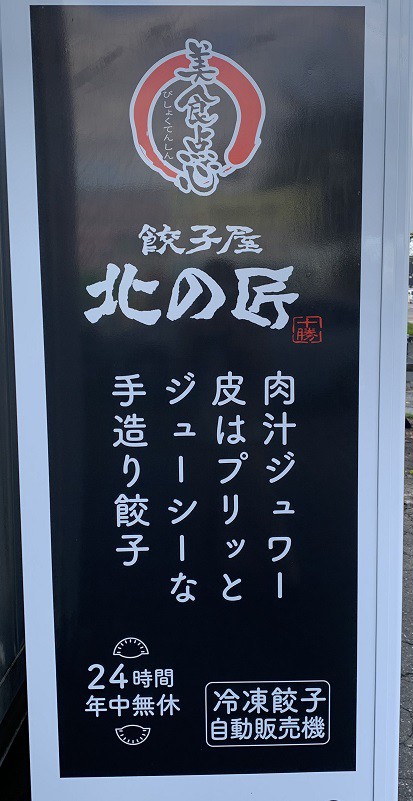 美食点心
びしょくてんしん
餃子屋
北の匠
十勝
肉汁ジュワー
皮はプリッと
ジューシーな
手造り餃子
24時間
年中無休
冷凍餃子
自動販売機